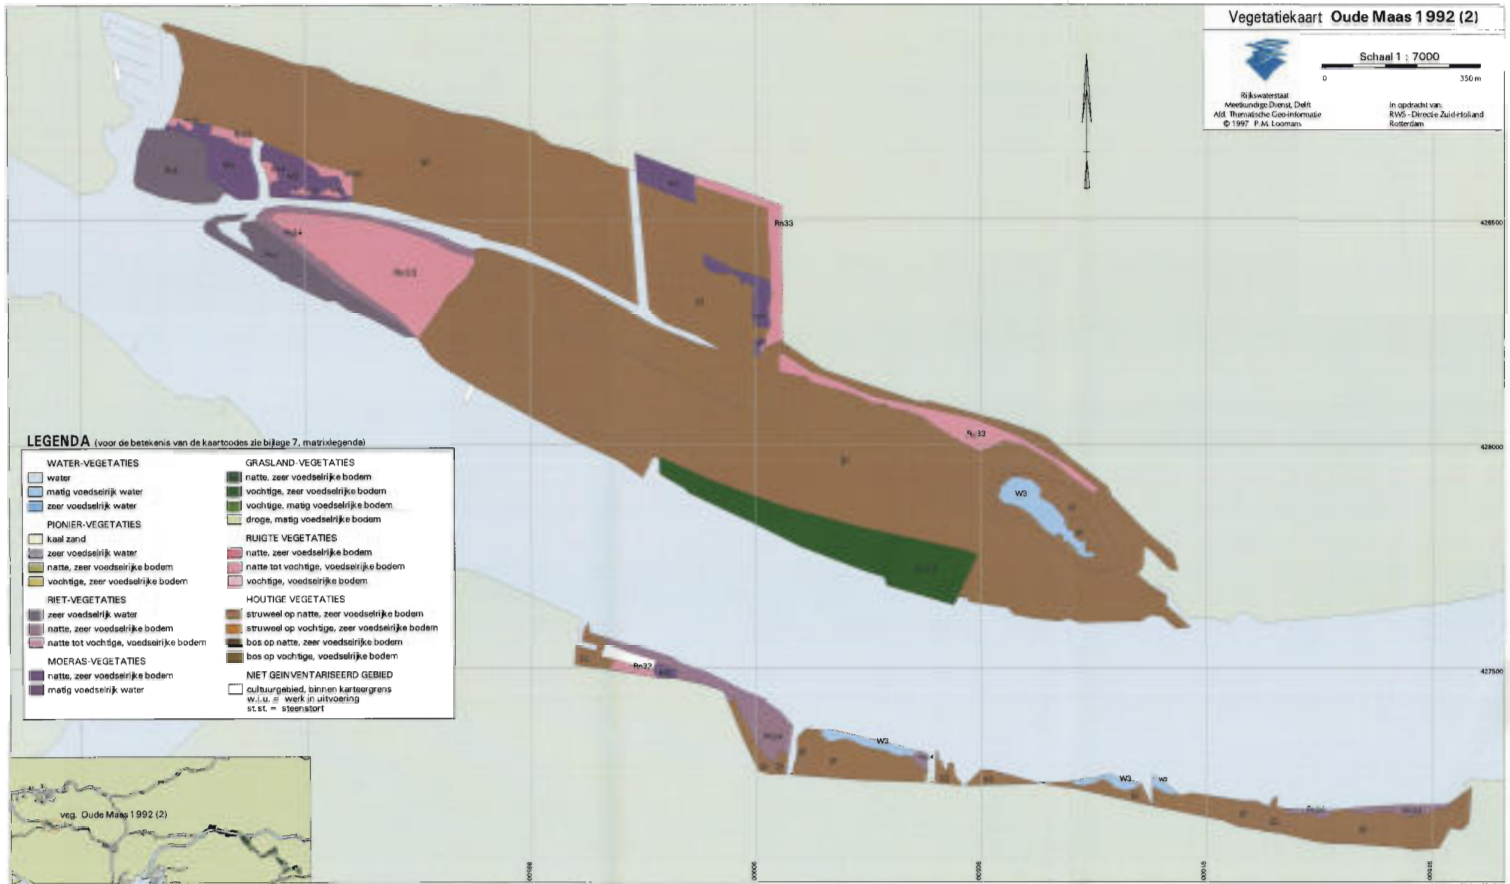 Vegetatiekaart Oude Maas 1992 (2)
Schaal 1 : 7000
0 350 m
Rijkswaterstaat
Meetkundige Dienst, Delft
Afd. Thematische Geo-informatie
© 1997 P.M. Loomans
In opdracht van:
RWS - Directie Zuid-Holland
Rotterdam
Rn33
428500
Rn33
428000
W3
LEGENDA (voor de betekenis van de kaartcodes zie bijlage 7, matrixlegenda)
WATER-VEGETATIES
water
matig voedselrijk water
zeer voedselrijk water
PIONIER-VEGETATIES
kaal zand
zeer voedselrijk water
natte, zeer voedselrijke bodem
vochtige, zeer voedselrijke bodem
RIET-VEGETATIES
zeer voedselrijk water
natte, zeer voedselrijke bodem
natte tot vochtige, voedselrijke bodem
MOERAS-VEGETATIES
natte, zeer voedselrijke bodem
matig voedselrijk water
GRASLAND-VEGETATIES
natte, zeer voedselrijke bodem
vochtige, zeer voedselrijke bodem
vochtige, matig voedselrijke bodem
droge, matig voedselrijke bodem
RUIGTE VEGETATIES
natte, zeer voedselrijke bodem
natte tot vochtige, voedselrijke bodem
vochtige, voedselrijke bodem
HOUTIGE VEGETATIES
struweel op natte, zeer voedselrijke bodem
struweel op vochtige, zeer voedselrijke bodem
bos op natte, zeer voedselrijke bodem
bos op vochtige, voedselrijke bodem
NIET GEINVENTARISEERD GEBIED
cultuurgebied, binnen karteergrens
w.i.u. = werk in uitvoering
st.st. = steenstort
427500
W3
W3
W3
veg. Oude Maas 1992 (2)